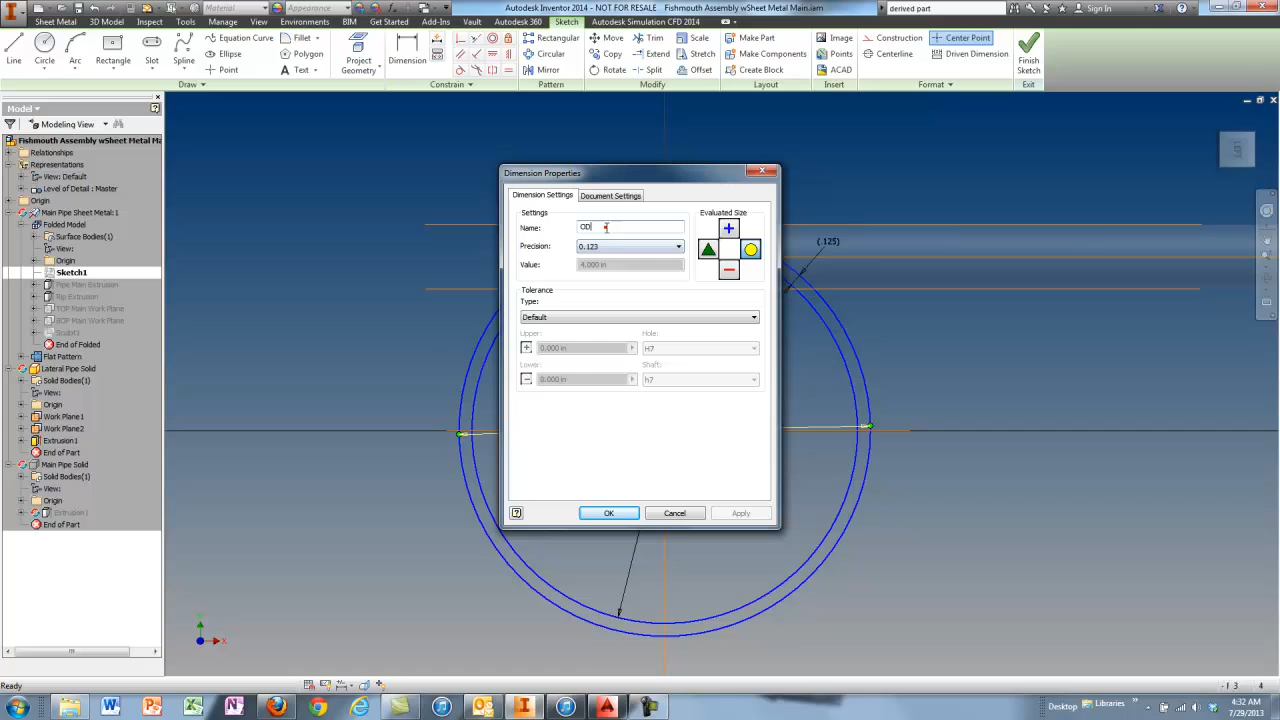 Material
Appearance
Autodesk Inventor 2014 - NOT FOR RESALE   Fishmouth Assembly wSheet Metal Main.iam
derived part
Sign In
Sheet Metal
3D Model
Inspect
Tools
Manage
View
Environments
BIM
Get Started
Add-Ins
Vault
Autodesk 360
Sketch
Autodesk Simulation CFD 2014
Line
Circle
Arc
Rectangle
Slot
Spline
Equation Curve
Ellipse
Point
Fillet
Polygon
Text
Project
Geometry
Dimension
Rectangular
Circular
Mirror
Move
Copy
Rotate
Trim
Extend
Split
Scale
Stretch
Offset
Make Part
Make Components
Create Block
Image
Points
ACAD
Construction
Centerline
Center Point
Driven Dimension
Finish
Sketch
Draw
Constrain
Pattern
Modify
Layout
Insert
Format
Exit
Model
Modeling View
Fishmouth Assembly wSheet Metal Ma
Relationships
Representations
View: Default
Level of Detail : Master
Origin
Main Pipe Sheet Metal:1
Folded Model
Surface Bodies(1)
View:
Origin
Sketch1
Pipe Main Extrusion
Rip Extrusion
TOP Main Work Plane
BOP Main Work Plane
Sculpt1
End of Folded
Flat Pattern
Lateral Pipe Solid
Solid Bodies(1)
View:
Origin
Work Plane1
Work Plane2
Extrusion1
End of Part
Main Pipe Solid
Solid Bodies(1)
View:
Origin
Extrusion1
End of Part
Dimension Properties
Dimension Settings
Document Settings
Settings
Name:
OD
Precision:
0.123
Value:
4.000 in
Evaluated Size
Tolerance
Type:
Default
Upper:
0.000 in
Hole:
H7
Lower:
0.000 in
Shaft:
h7
OK
Cancel
Apply
(.125)
LEFT
X
Ready
3
4
Desktop
Libraries
4:32 AM
7/29/2013